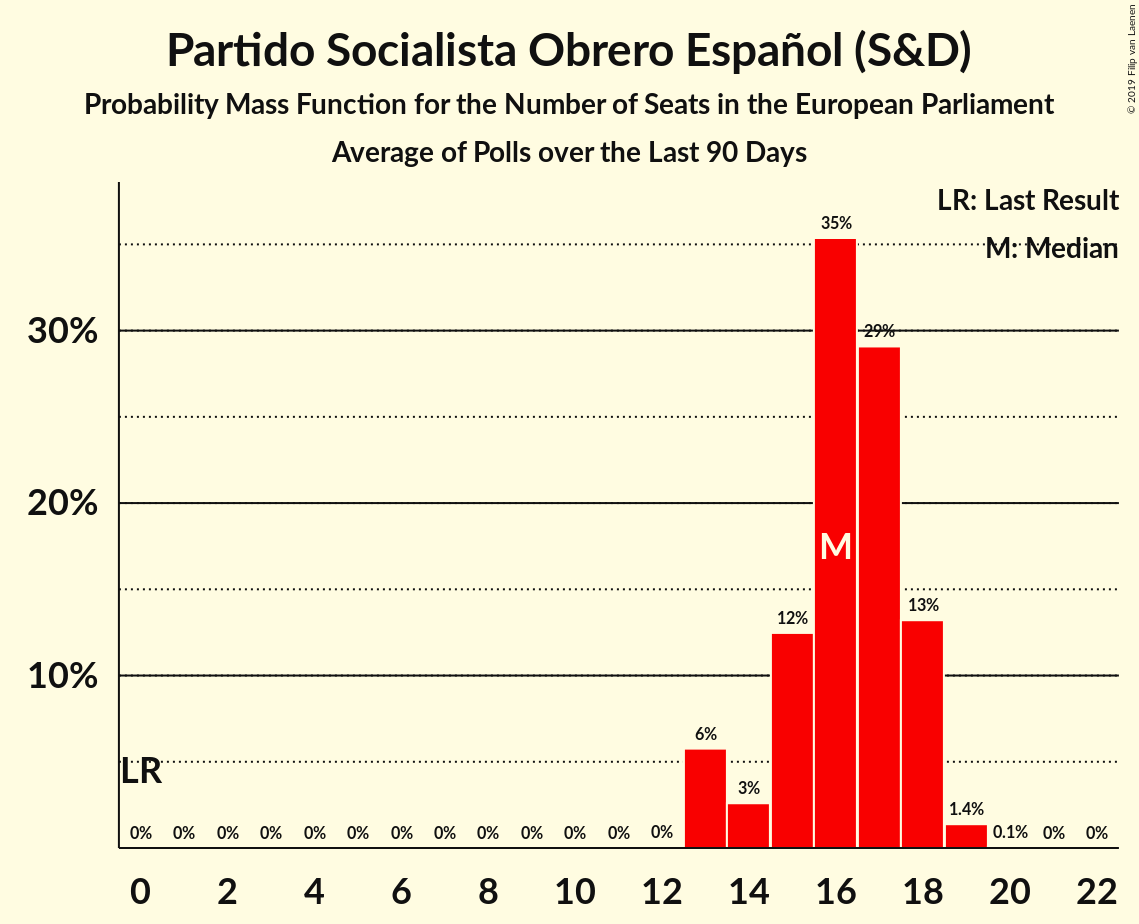 Partido Socialista Obrero Español (S&D)
Probability Mass Function for the Number of Seats in the European Parliament
Average of Polls over the Last 90 Days
© 2019 Filip van Laenen
LR: Last Result
M: Median
35%
30%
29%
20%
M
13%
12%
10%
6%
LR
3%
1.4%
0% 0% 0% 0% 0% 0% 0% 0% 0% 0% 0% 0% 0% 0.1% 0% 0%
0 2 4 6 8 10 12 14 16 18 20 22